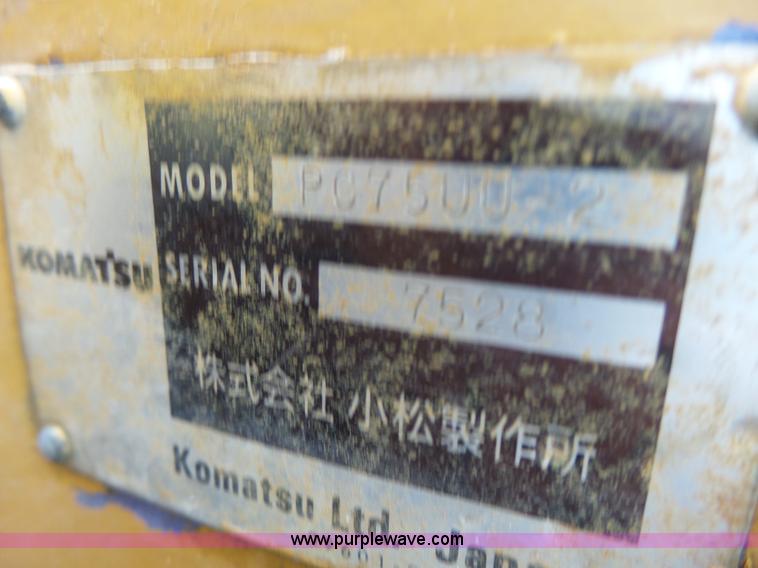 MODEL PC75UU-2
KOMATSU
SERIAL NO. 7528
株式会社 小松製作所
Komatsu Ltd. Japan
www.purplewave.com